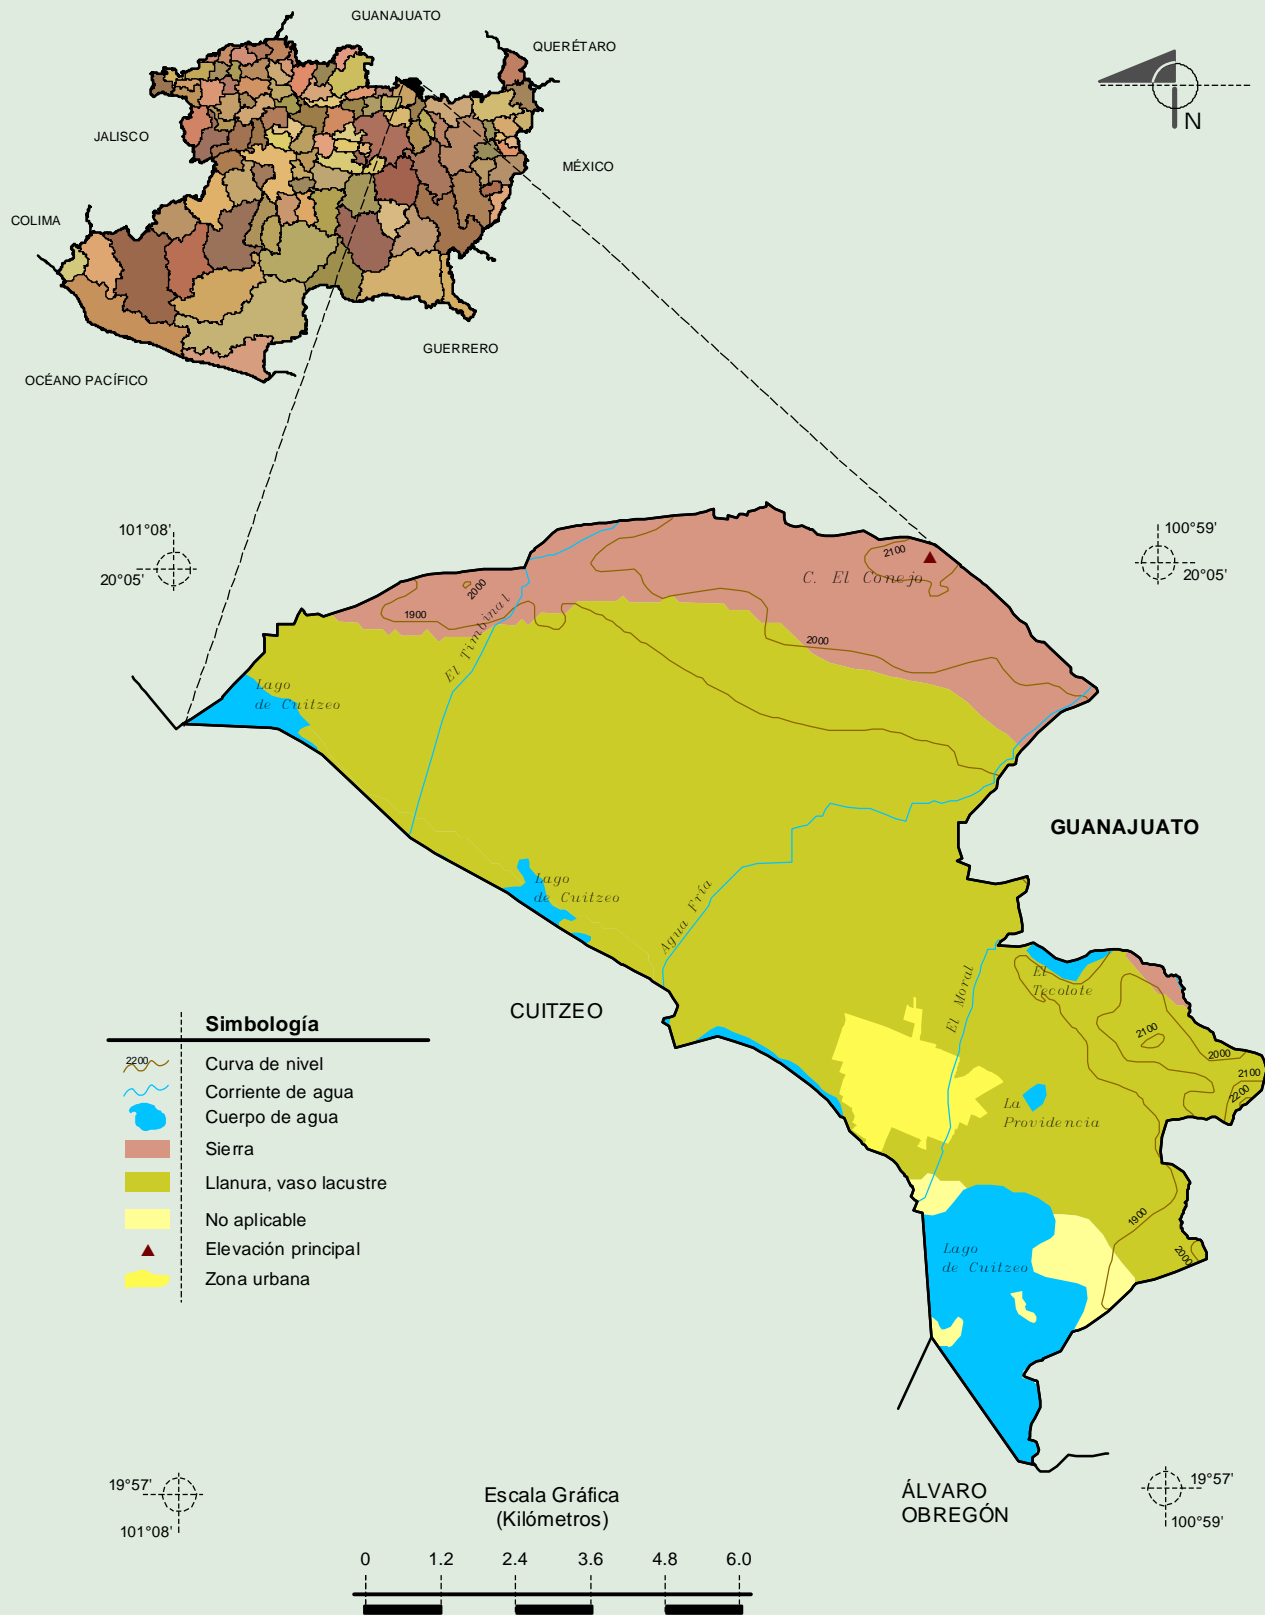 GUANAJUATO
QUERÉTARO
JALISCO
MÉXICO
COLIMA
GUERRERO
OCÉANO PACÍFICO
N
101°08'
20°05'
100°59'
20°05'
2100
C. El Conejo
2000
1900
El Timbinal
2000
Lago
de Cuitzeo
GUANAJUATO
Lago
de Cuitzeo
Agua Fría
El Moral
El
Tecolote
CUITZEO
2100
2000
2100
2200
La
Providencia
1900
2000
Lago
de Cuitzeo
Simbología
2200
Curva de nivel
Corriente de agua
Cuerpo de agua
Sierra
Llanura, vaso lacustre
No aplicable
Elevación principal
Zona urbana
19°57'
101°08'
Escala Gráfica
(Kilómetros)
0 1.2 2.4 3.6 4.8 6.0
ÁLVARO
OBREGÓN
19°57'
100°59'